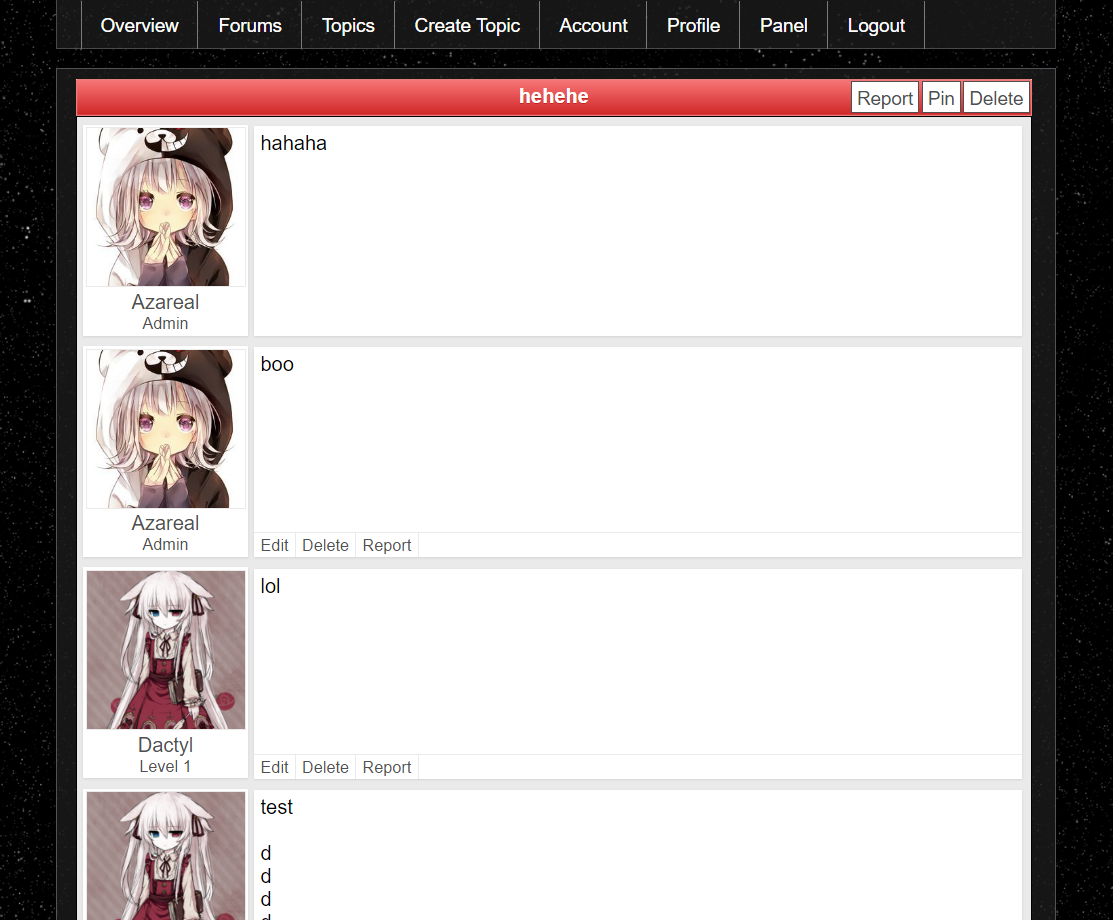 Overview Forums Topics Create Topic Account Profile Panel Logout
hehehe Report Pin Delete
hahaha
Azareal
Admin
boo
Azareal
Admin
Edit Delete Report
lol
Dactyl
Level 1
Edit Delete Report
test
d
d
d
d